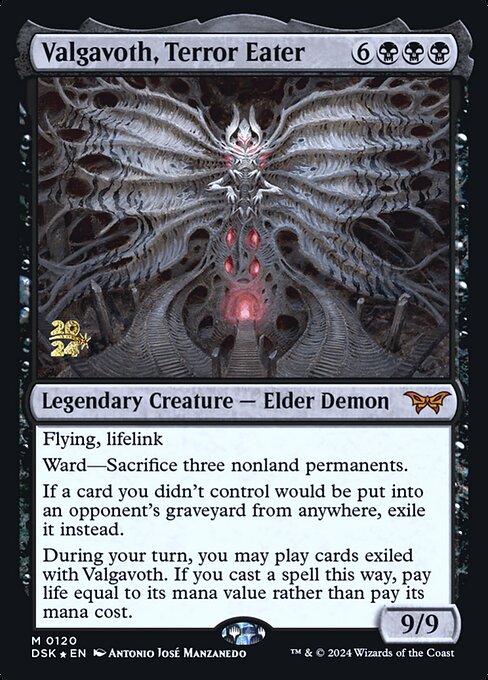 Valgavoth, Terror Eater 6
20
24
Legendary Creature — Elder Demon
Flying, lifelink
Ward—Sacrifice three nonland permanents.
If a card you didn't control would be put into
an opponent's graveyard from anywhere, exile
it instead.
During your turn, you may play cards exiled
with Valgavoth. If you cast a spell this way, pay
life equal to its mana value rather than pay its
mana cost.
9/9
M 0120
DSK ★ EN Antonio José Manzanedo ™ & © 2024 Wizards of the Coast